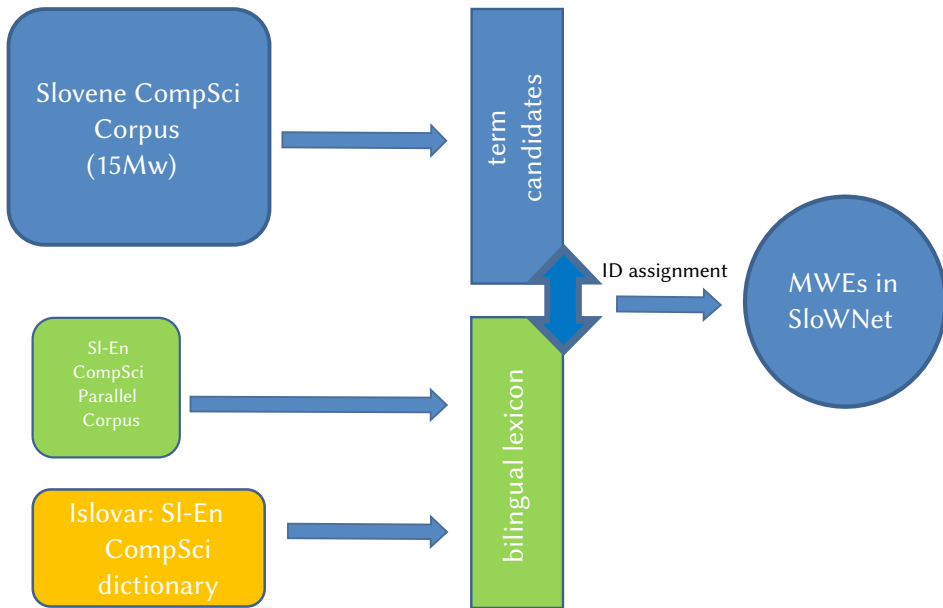 Slovene CompSci
Corpus
(15Mw)
term
candidates
ID assignment
MWEs in
SloWNet
Sl-En
CompSci
Parallel
Corpus
bilingual lexicon
Islovar: Sl-En
CompSci
dictionary